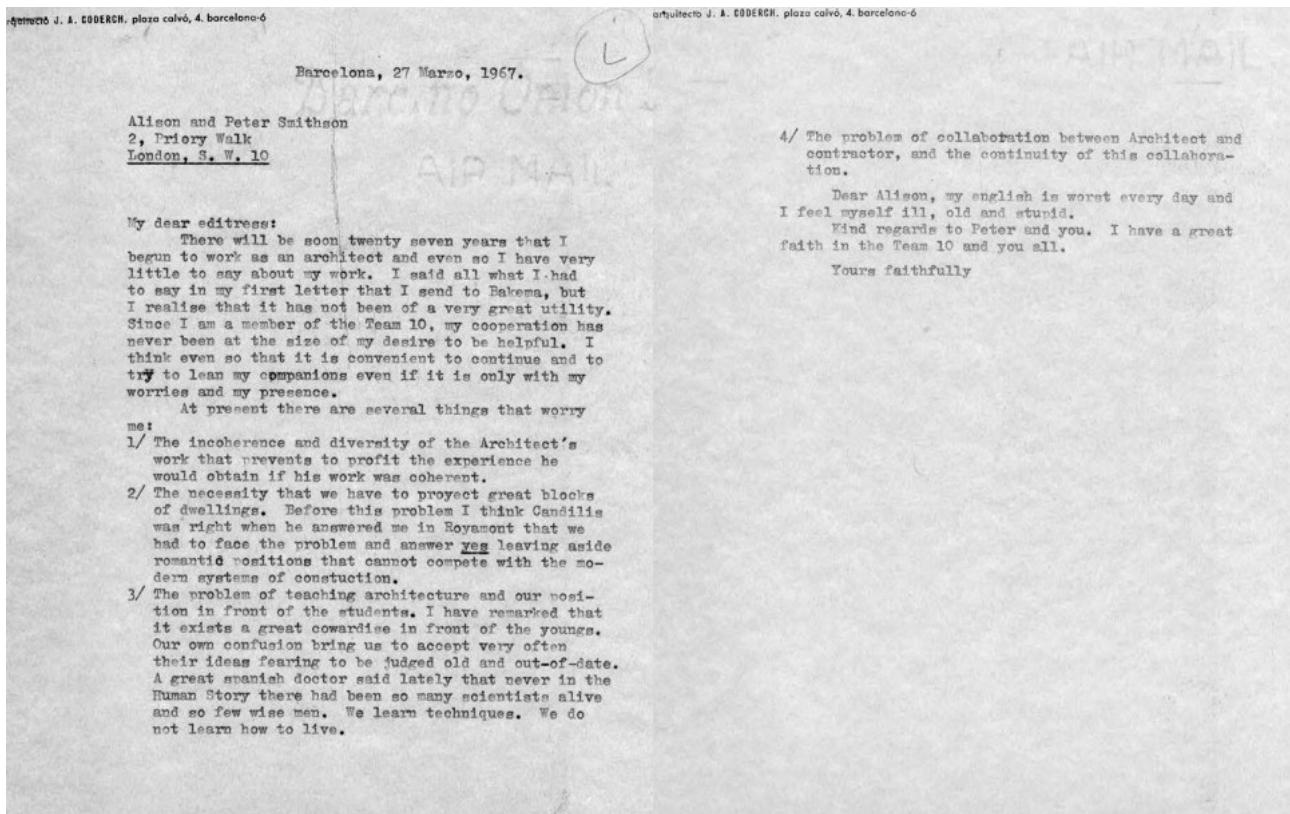 arquitecto J. A. CODERCH. plaza calvó, 4. barcelona-6
L
Barcelona, 27 Marzo, 1967.
Barcino Union
Alison and Peter Smithson
2, Priory Walk
London, S. W. 10
AIR MAIL
My dear editress:
There will be soon twenty seven years that I
begun to work as an architect and even so I have very
little to say about my work. I said all what I had
to say in my first letter that I send to Bakema, but
I realise that it has not been of a very great utility.
Since I am a member of the Team 10, my cooperation has
never been at the size of my desire to be helpful. I
think even so that it is convenient to continue and to
try to lean my companions even if it is only with my
worries and my presence.
At present there are several things that worry
me:
1/ The incoherence and diversity of the Architect's
work that prevents to profit the experience he
would obtain if his work was coherent.
2/ The necessity that we have to proyect great blocks
of dwellings. Before this problem I think Candilis
was right when he answered me in Royamont that we
had to face the problem and answer yes leaving aside
romantic positions that cannot compete with the mo-
dern systems of constuction.
3/ The problem of teaching architecture and our posi-
tion in front of the students. I have remarked that
it exists a great cowardise in front of the youngs.
Our own confusion bring us to accept very often
their ideas fearing to be judged old and out-of-date.
A great spanish doctor said lately that never in the
Human Story there had been so many scientists alive
and so few wise men. We learn techniques. We do
not learn how to live.
arquitecto J. A. CODERCH. plaza calvó, 4. barcelona-6
AIR MAIL
4/ The problem of collaboration between Architect and
contractor, and the continuity of this collabora-
tion.
Dear Alison, my english is worst every day and
I feel myself ill, old and stupid.
Kind regards to Peter and you. I have a great
faith in the Team 10 and you all.
Yours faithfully